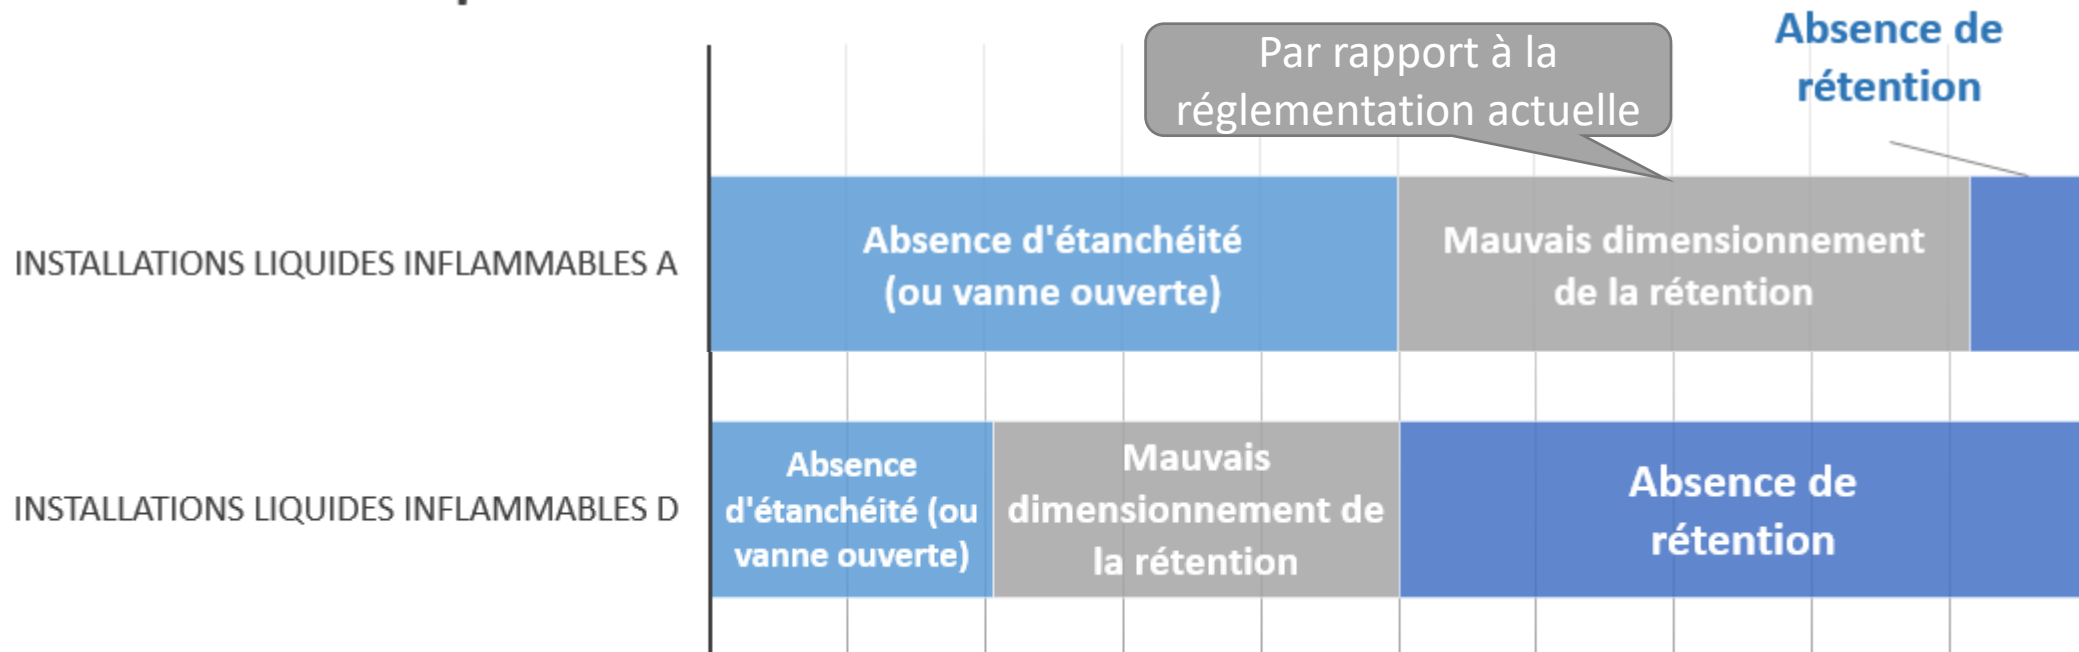 Par rapport à la
réglementation actuelle
Absence de
rétention
INSTALLATIONS LIQUIDES INFLAMMABLES A
Absence d'étanchéité
(ou vanne ouverte)
Mauvais dimensionnement
de la rétention
INSTALLATIONS LIQUIDES INFLAMMABLES D
Absence
d'étanchéité (ou
vanne ouverte)
Mauvais
dimensionnement de
la rétention
Absence de
rétention